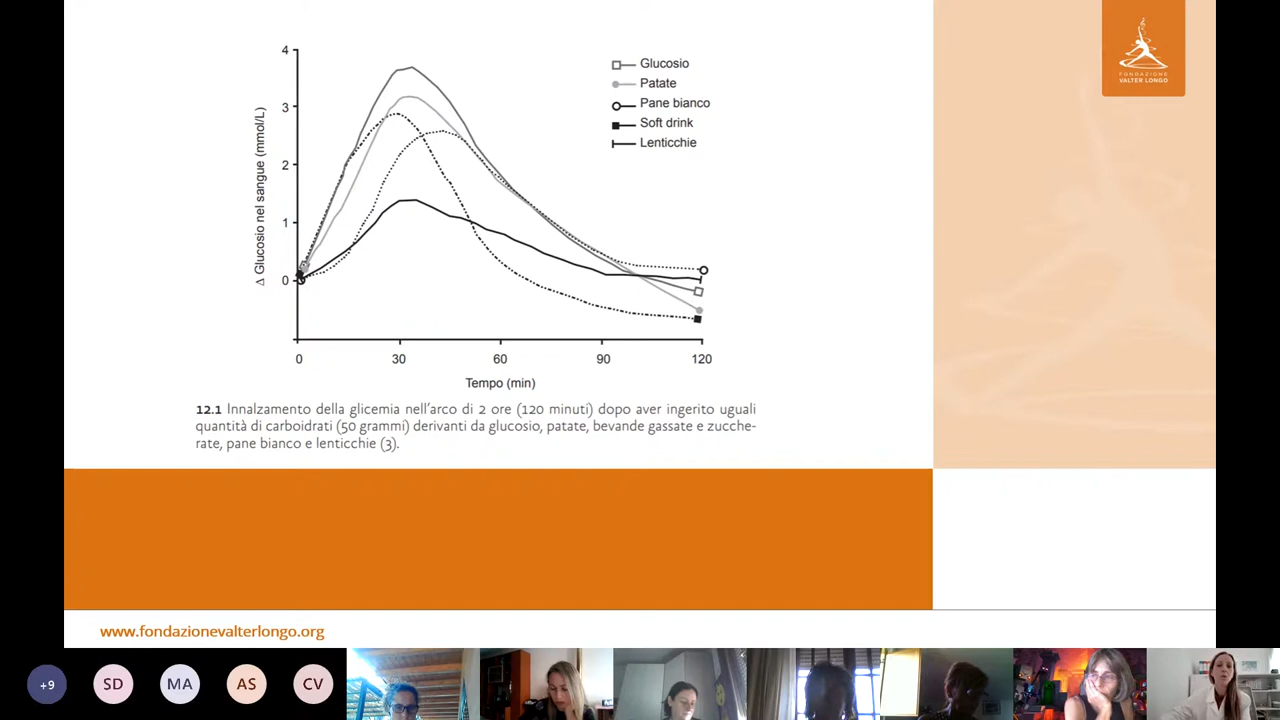 FONDAZIONE
VALTER LONGO
4
3
2
1
0
Δ Glucosio nel sangue (mmol/L)
Glucosio
Patate
Pane bianco
Soft drink
Lenticchie
0 30 60 90 120
Tempo (min)
12.1 Innalzamento della glicemia nell'arco di 2 ore (120 minuti) dopo aver ingerito uguali
quantità di carboidrati (50 grammi) derivanti da glucosio, patate, bevande gassate e zucche-
rate, pane bianco e lenticchie (3).
www.fondazionevalterlongo.org
+9 SD MA AS CV